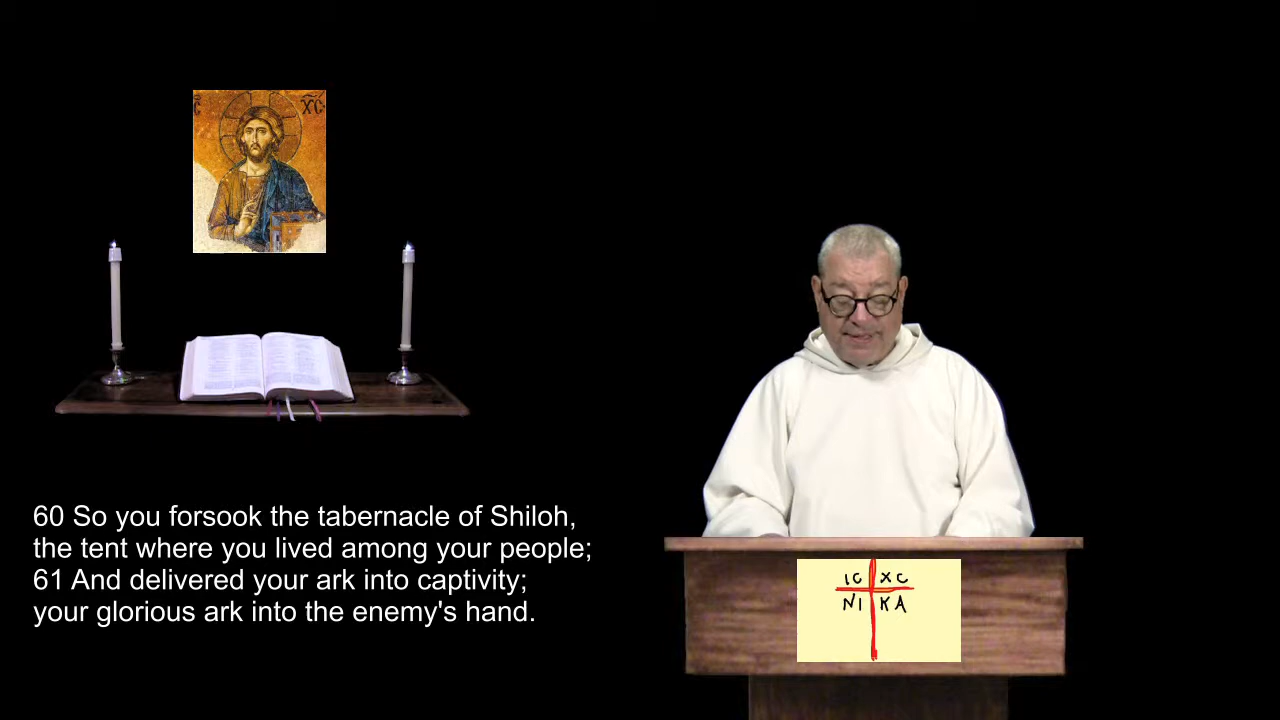 C
XC
60 So you forsook the tabernacle of Shiloh,
the tent where you lived among your people;
61 And delivered your ark into captivity;
your glorious ark into the enemy's hand.
IC XC
NI KA